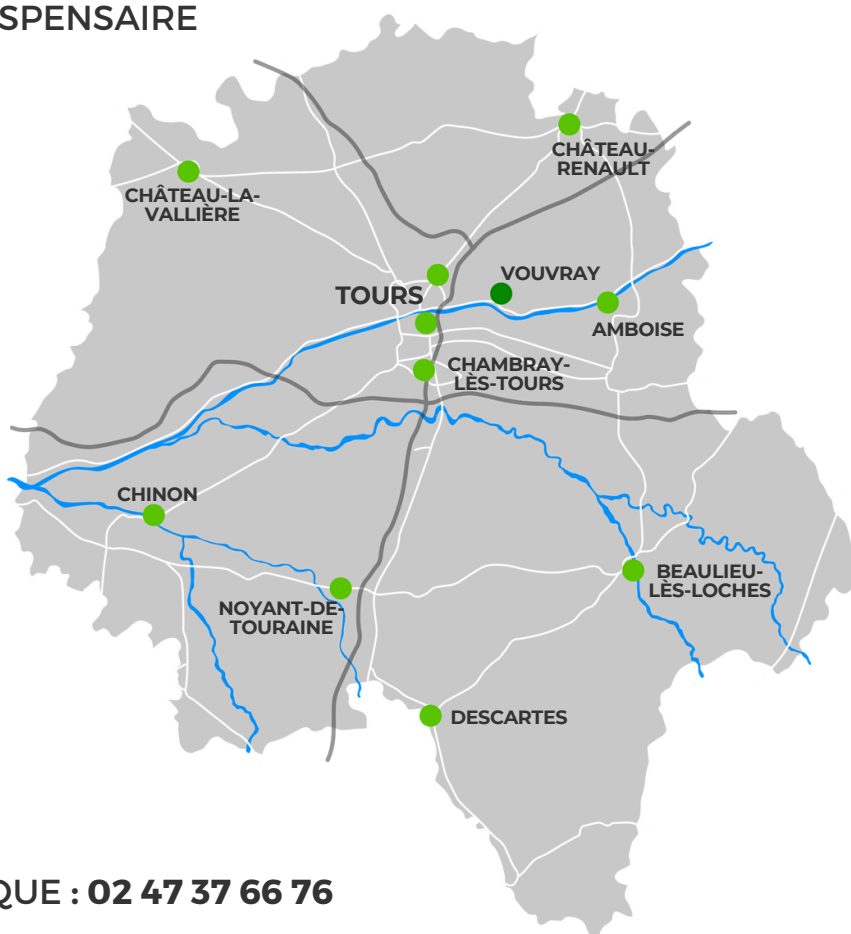 SPENSAIRE
CHÂTEAU-
RENAULT
CHÂTEAU-LA-
VALLIÈRE
VOUVRAY
TOURS
AMBOISE
CHAMBRAY-
LÈS-TOURS
CHINON
BEAULIEU-
LÈS-LOCHES
NOYANT-DE-
TOURAINE
DESCARTES
QUE : 02 47 37 66 76